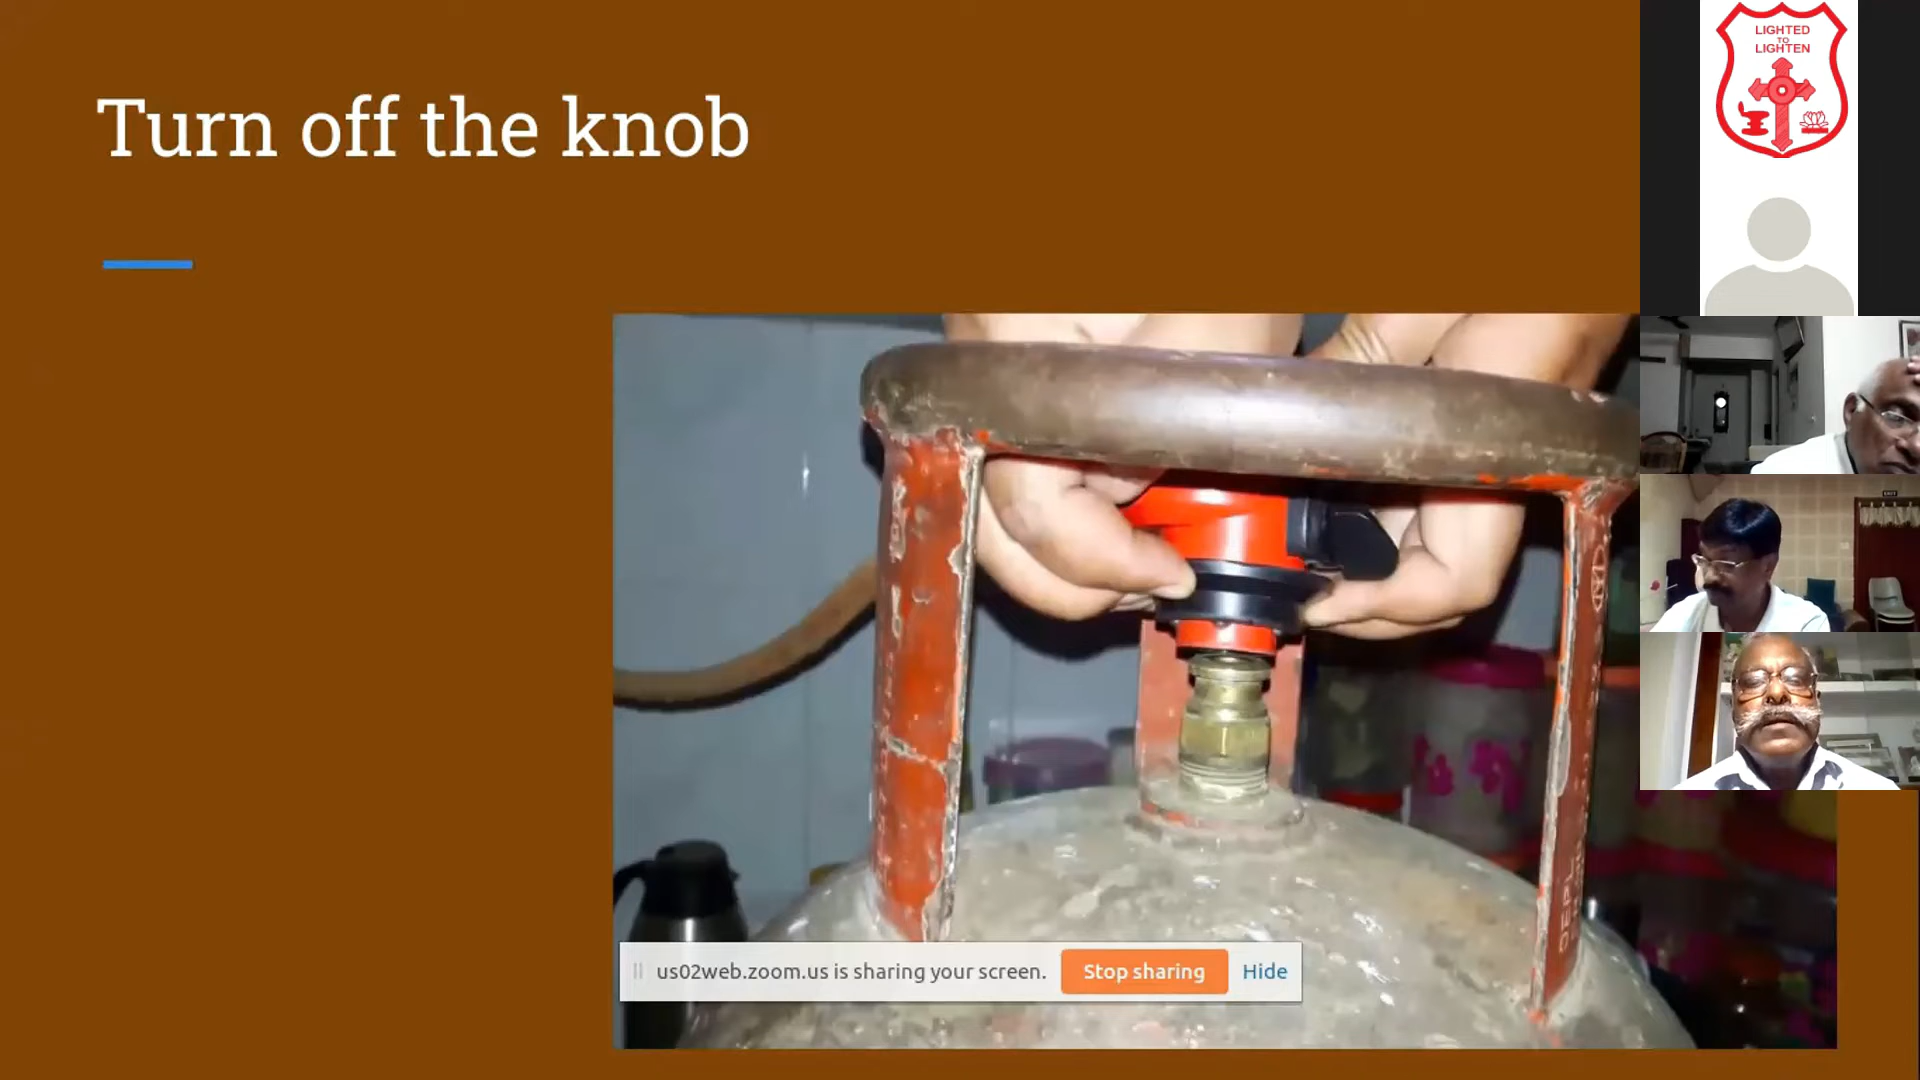 Turn off the knob
LIGHTED
TO
LIGHTEN
us02web.zoom.us is sharing your screen. Stop sharing Hide